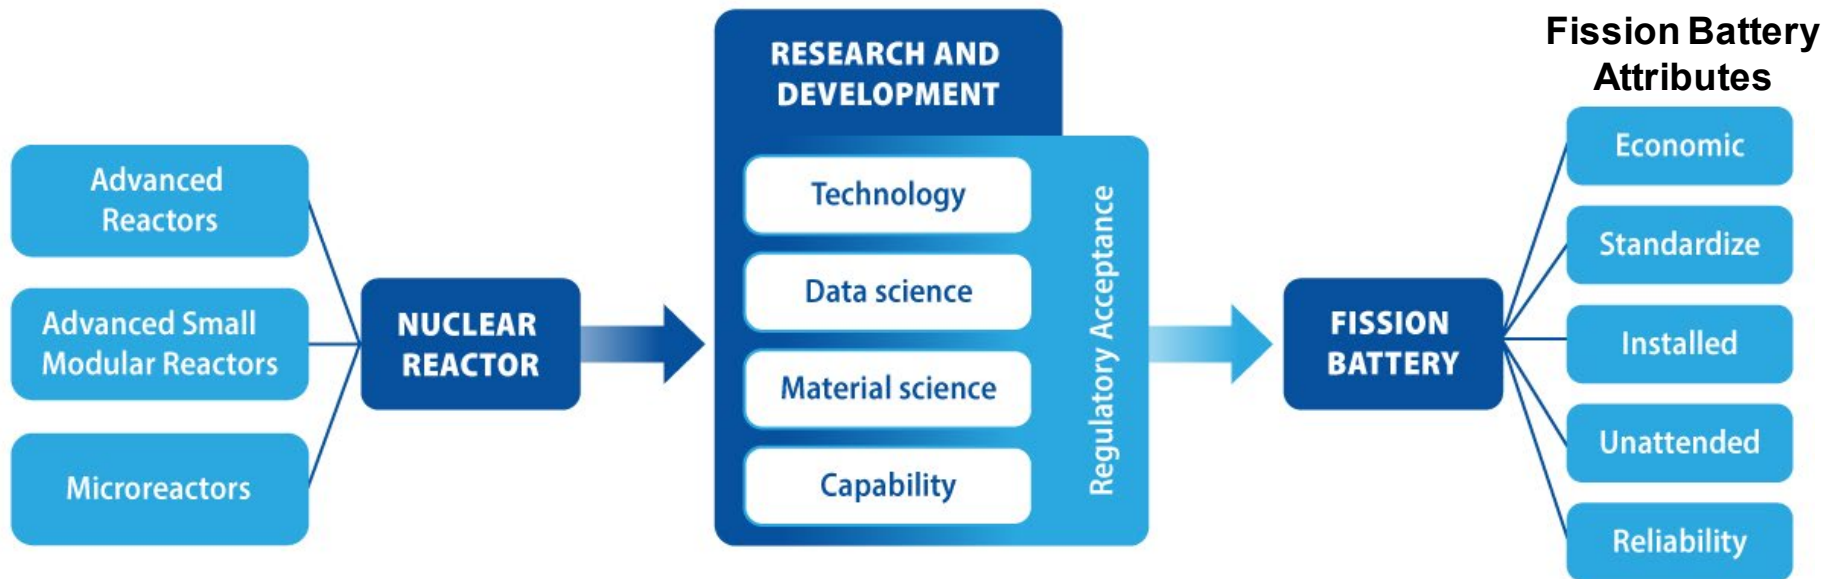 Advanced
Reactors
Advanced Small
Modular Reactors
Microreactors
NUCLEAR
REACTOR
RESEARCH AND
DEVELOPMENT
Technology
Data science
Material science
Capability
Regulatory Acceptance
FISSION
BATTERY
Fission Battery
Attributes
Economic
Standardize
Installed
Unattended
Reliability